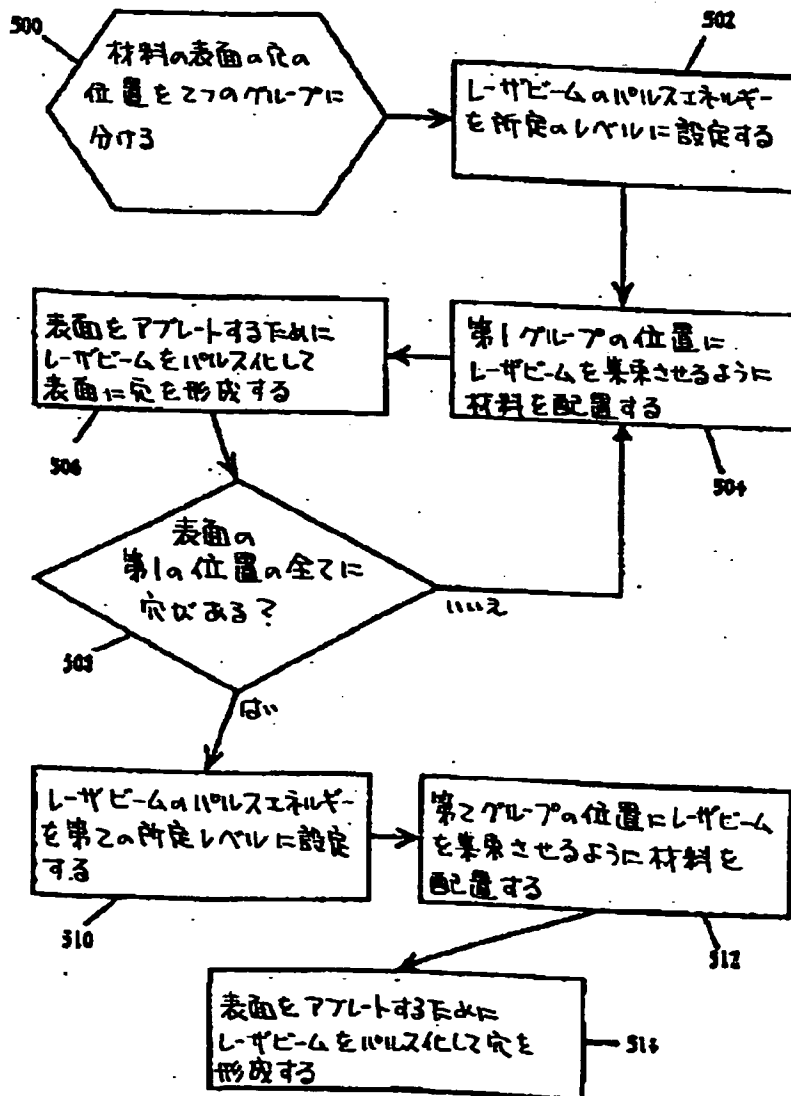 500
材料の表面の穴の
位置を2つのグループに
分ける
502
レーザビームのパルスエネルギー
を所定のレベルに設定する
第1グループの位置に
レーザビームを集束させるように
材料を配置する
504
表面をアブレートするために
レーザビームをパルス化して
表面に穴を形成する
506
表面の
第1の位置の全てに
穴がある?
508
いいえ
はい
レーザビームのパルスエネルギー
を第2の所定レベルに設定
する
510
第2グループの位置にレーザビーム
を集束させるように材料を
配置する
512
表面をアブレートするために
レーザビームをパルス化して穴を
形成する
514